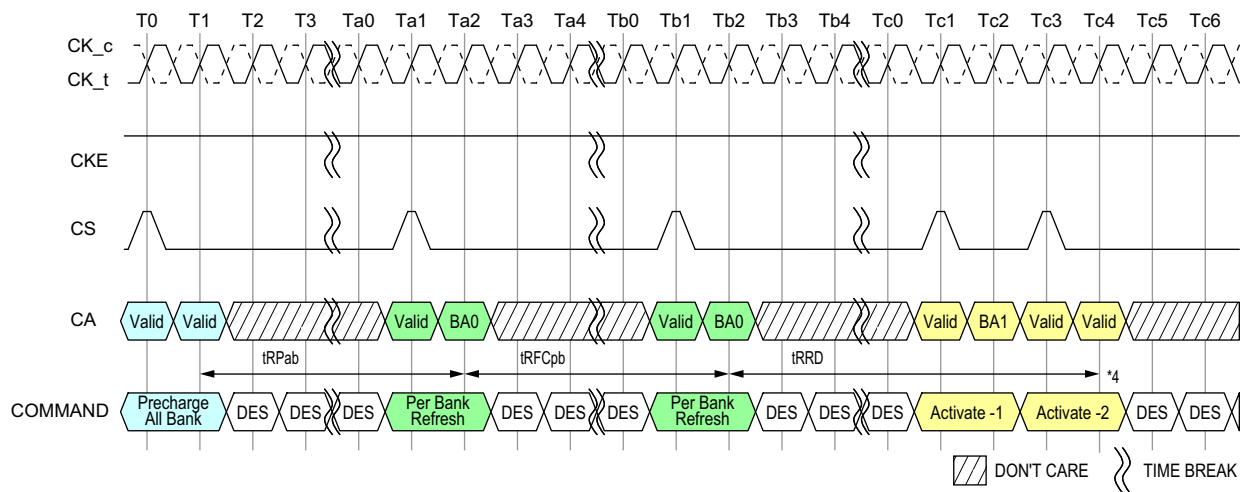 T0 T1 T2 T3 Ta0 Ta1 Ta2 Ta3 Ta4 Tb0 Tb1 Tb2 Tb3 Tb4 Tc0 Tc1 Tc2 Tc3 Tc4 Tc5 Tc6
CK_c
CK_t
CKE
CS
CA Valid Valid Valid BA0 Valid BA0 Valid BA1 Valid Valid
tRPab tRFCpb tRRD *4
COMMAND Precharge All Bank DES DES DES Per Bank Refresh DES DES DES Per Bank Refresh DES DES DES Activate -1 Activate -2 DES DES
DON'T CARE TIME BREAK